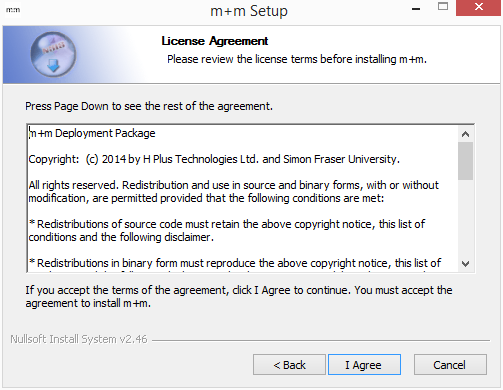 mm
m+m Setup
License Agreement
Please review the license terms before installing m+m.
Press Page Down to see the rest of the agreement.
m+m Deployment Package
Copyright: (c) 2014 by H Plus Technologies Ltd. and Simon Fraser University.
All rights reserved. Redistribution and use in source and binary forms, with or without
modification, are permitted provided that the following conditions are met:
* Redistributions of source code must retain the above copyright notice, this list of
conditions and the following disclaimer.
* Redistributions in binary form must reproduce the above copyright notice, this list of
If you accept the terms of the agreement, click I Agree to continue. You must accept the
agreement to install m+m.
Nullsoft Install System v2.46
< Back
I Agree
Cancel